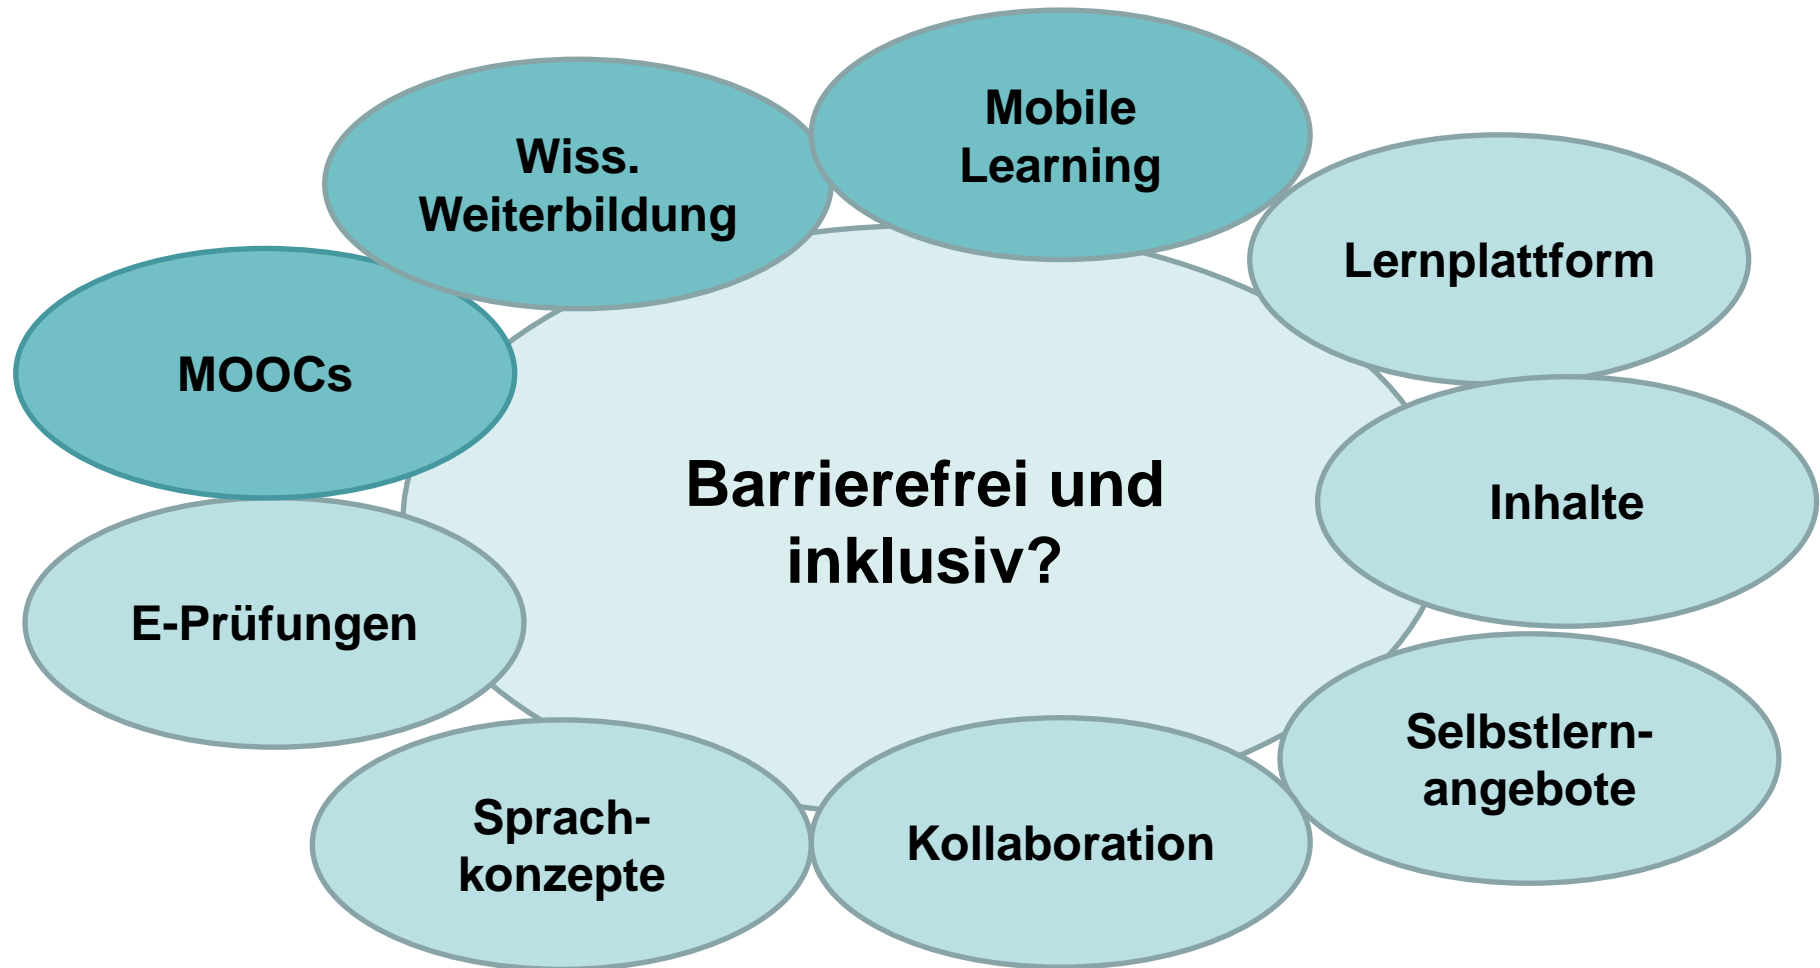 Mobile
Learning
Wiss.
Weiterbildung
Lernplattform
MOOCs
Barrierefrei und
inklusiv?
Inhalte
E-Prüfungen
Selbstlern-
angebote
Sprach-
konzepte
Kollaboration